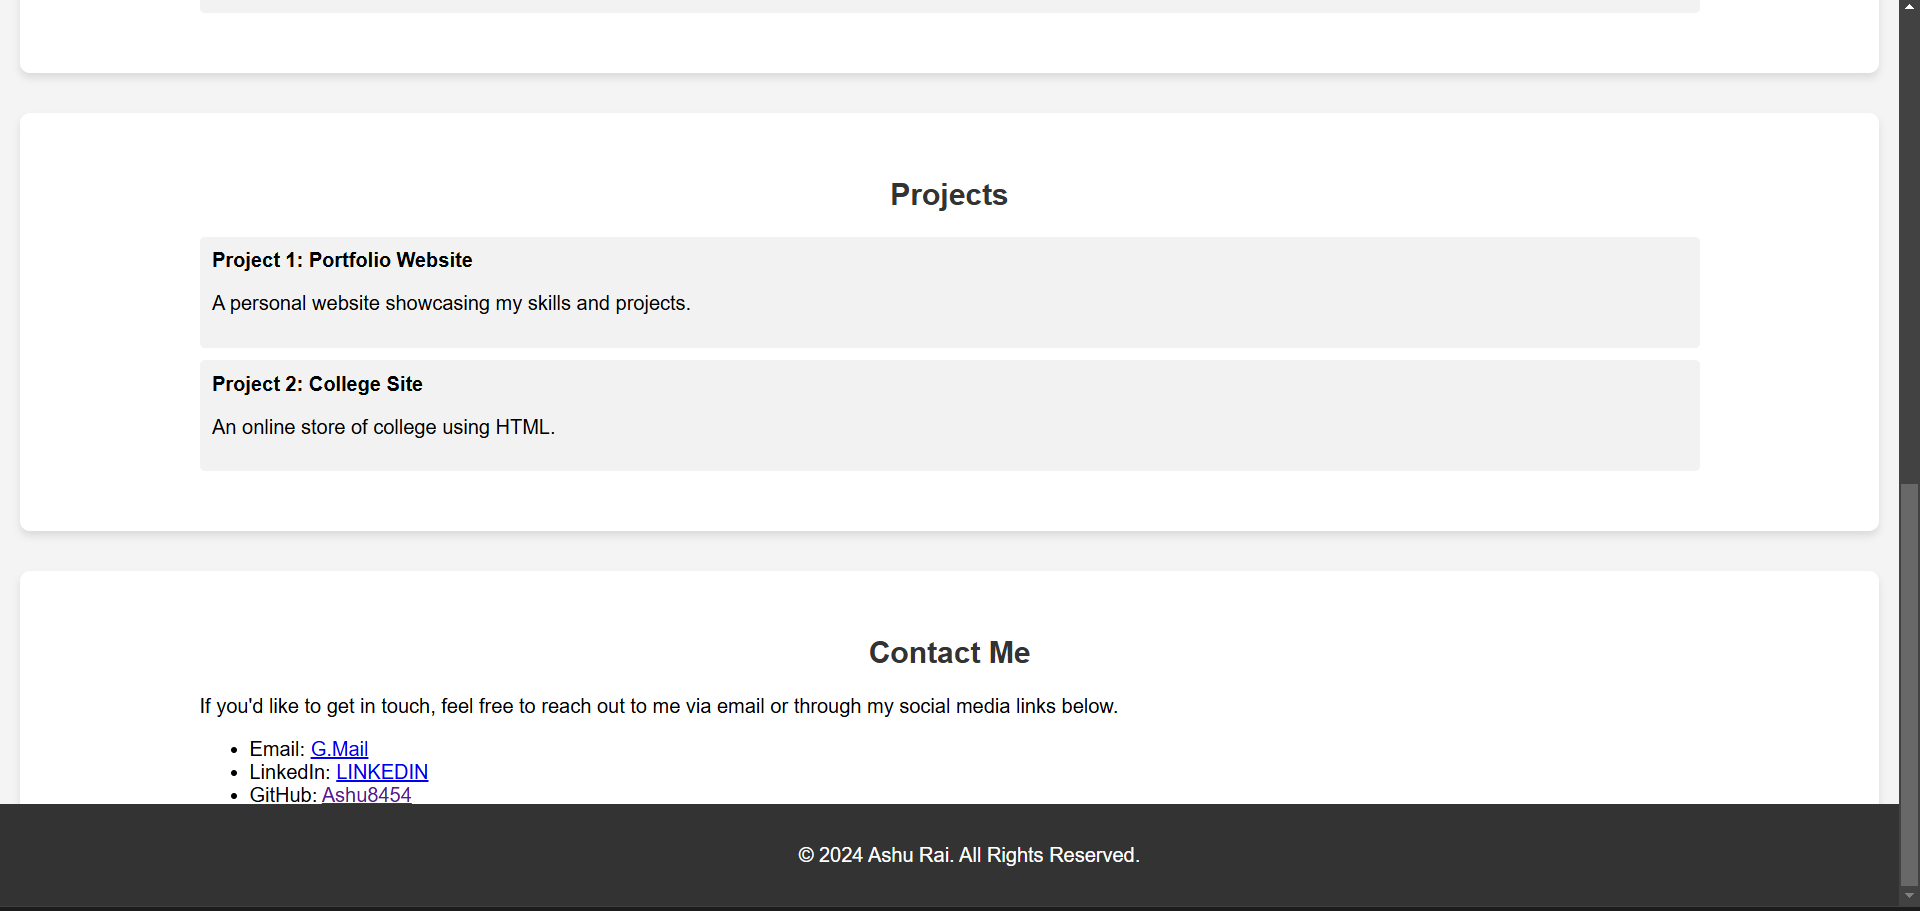 Projects
Project 1: Portfolio Website
A personal website showcasing my skills and projects.
Project 2: College Site
An online store of college using HTML.
Contact Me
If you'd like to get in touch, feel free to reach out to me via email or through my social media links below.
Email: G.Mail
LinkedIn: LINKEDIN
GitHub: Ashu8454
© 2024 Ashu Rai. All Rights Reserved.